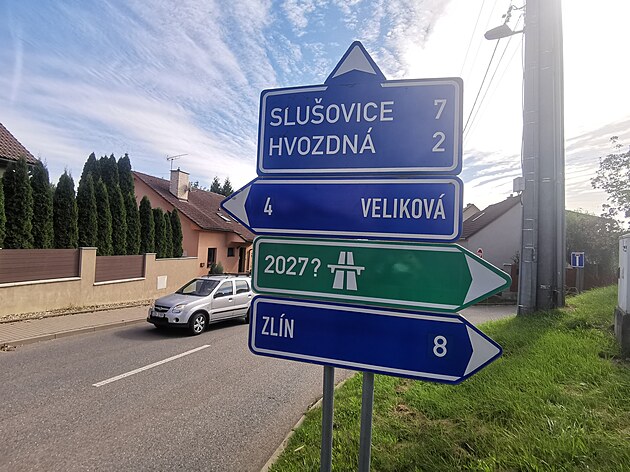 SLUŠOVICE 7
HVOZDNÁ 2
4 VELIKOVÁ
2027?
ZLÍN 8